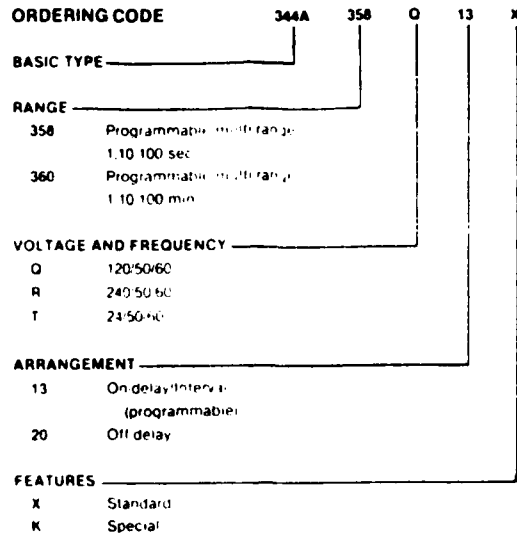 ORDERING CODE 344A 358 Q 13 X
BASIC TYPE
RANGE
358 Programmable multi range
1 10 100 sec
360 Programmable multi range
1 10 100 min
VOLTAGE AND FREQUENCY
Q 120/50/60
R 240/50/60
T 24/50/60
ARRANGEMENT
13 On delay/Interval
(programmable)
20 Off delay
FEATURES
X Standard
K Special